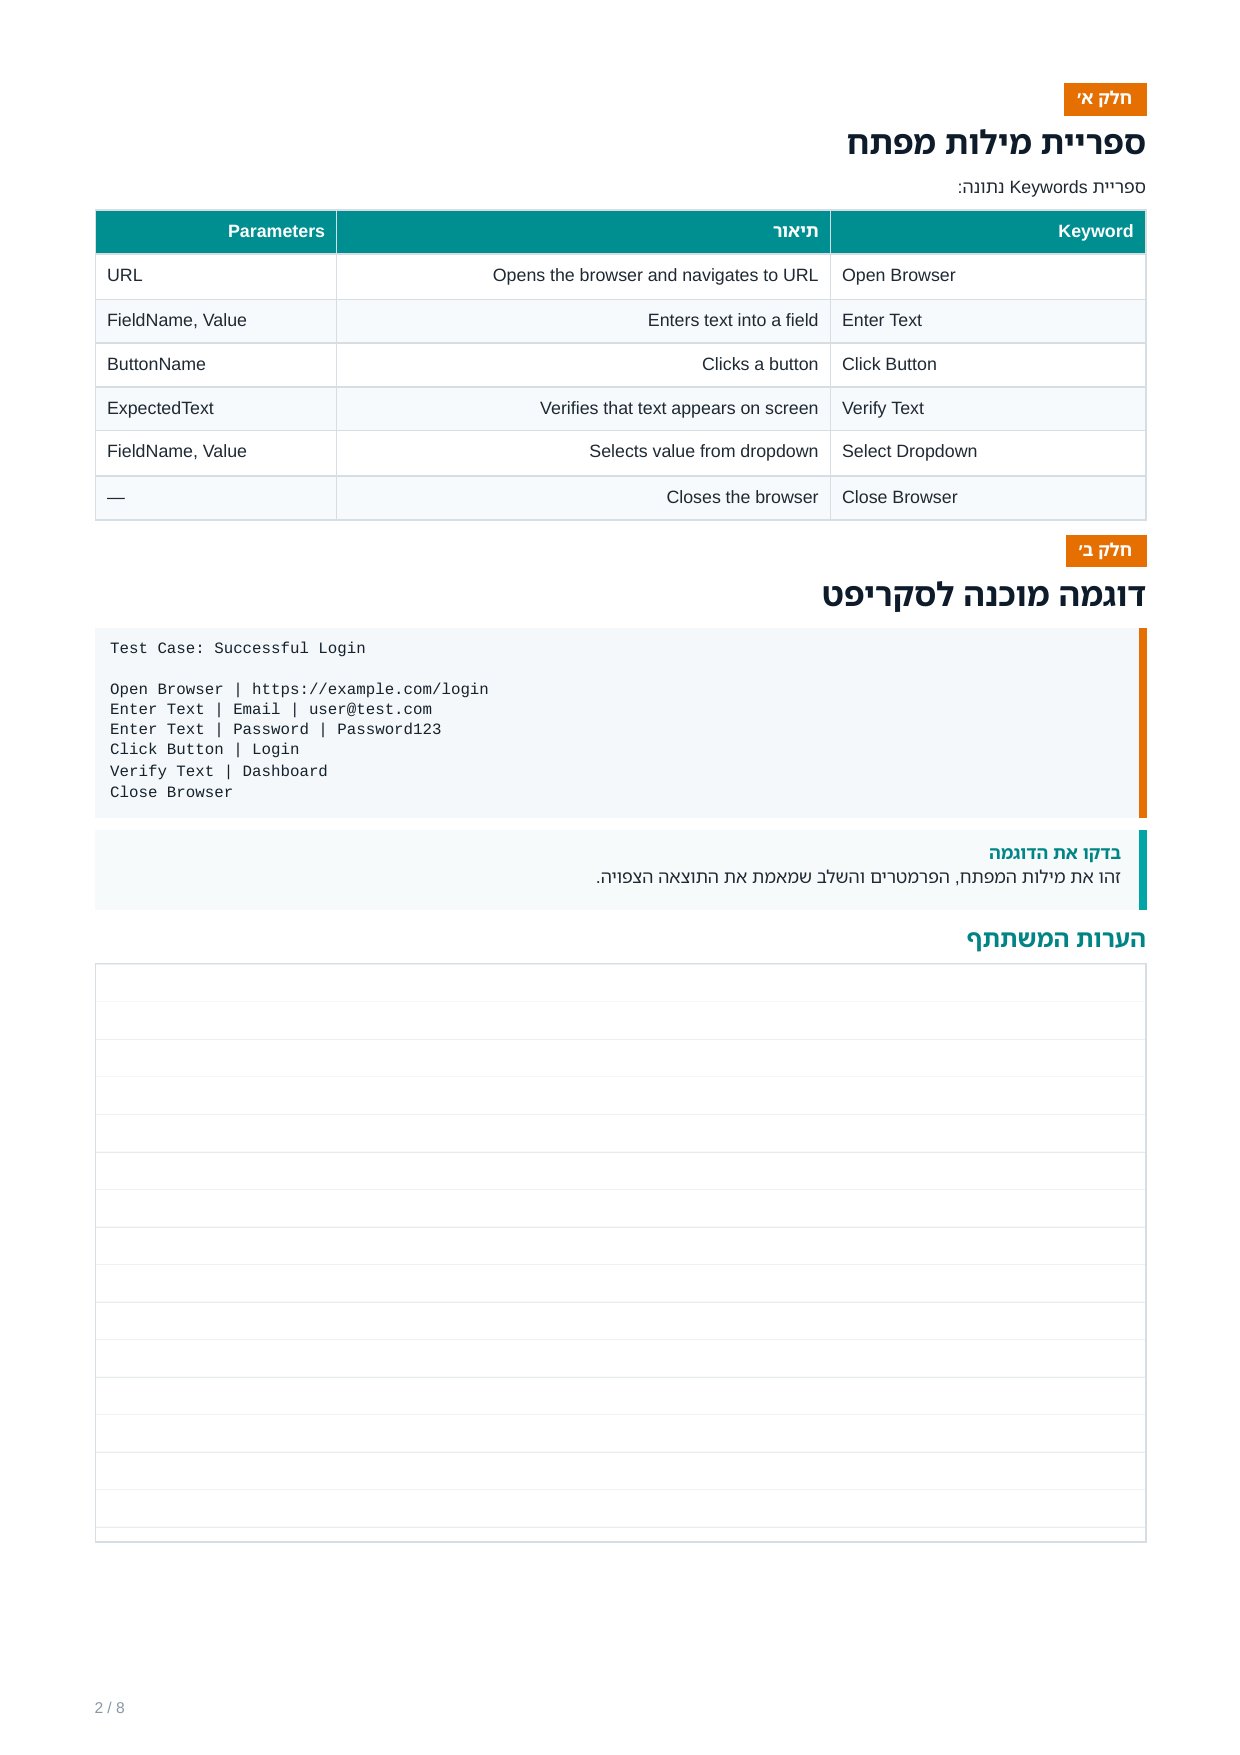 חלק א׳
ספריית מילות מפתח
ספריית Keywords נתונה:
Keyword תיאור Parameters
Open Browser Opens the browser and navigates to URL URL
Enter Text Enters text into a field FieldName, Value
Click Button Clicks a button ButtonName
Verify Text Verifies that text appears on screen ExpectedText
Select Dropdown Selects value from dropdown FieldName, Value
Close Browser Closes the browser —
חלק ב׳
דוגמה מוכנה לסקריפט
Test Case: Successful Login
Open Browser | https://example.com/login
Enter Text | Email | user@test.com
Enter Text | Password | Password123
Click Button | Login
Verify Text | Dashboard
Close Browser
בדקו את הדוגמה
זהו את מילות המפתח, הפרמטרים והשלב שמאמת את התוצאה הצפויה.
הערות המשתתף
2 / 8